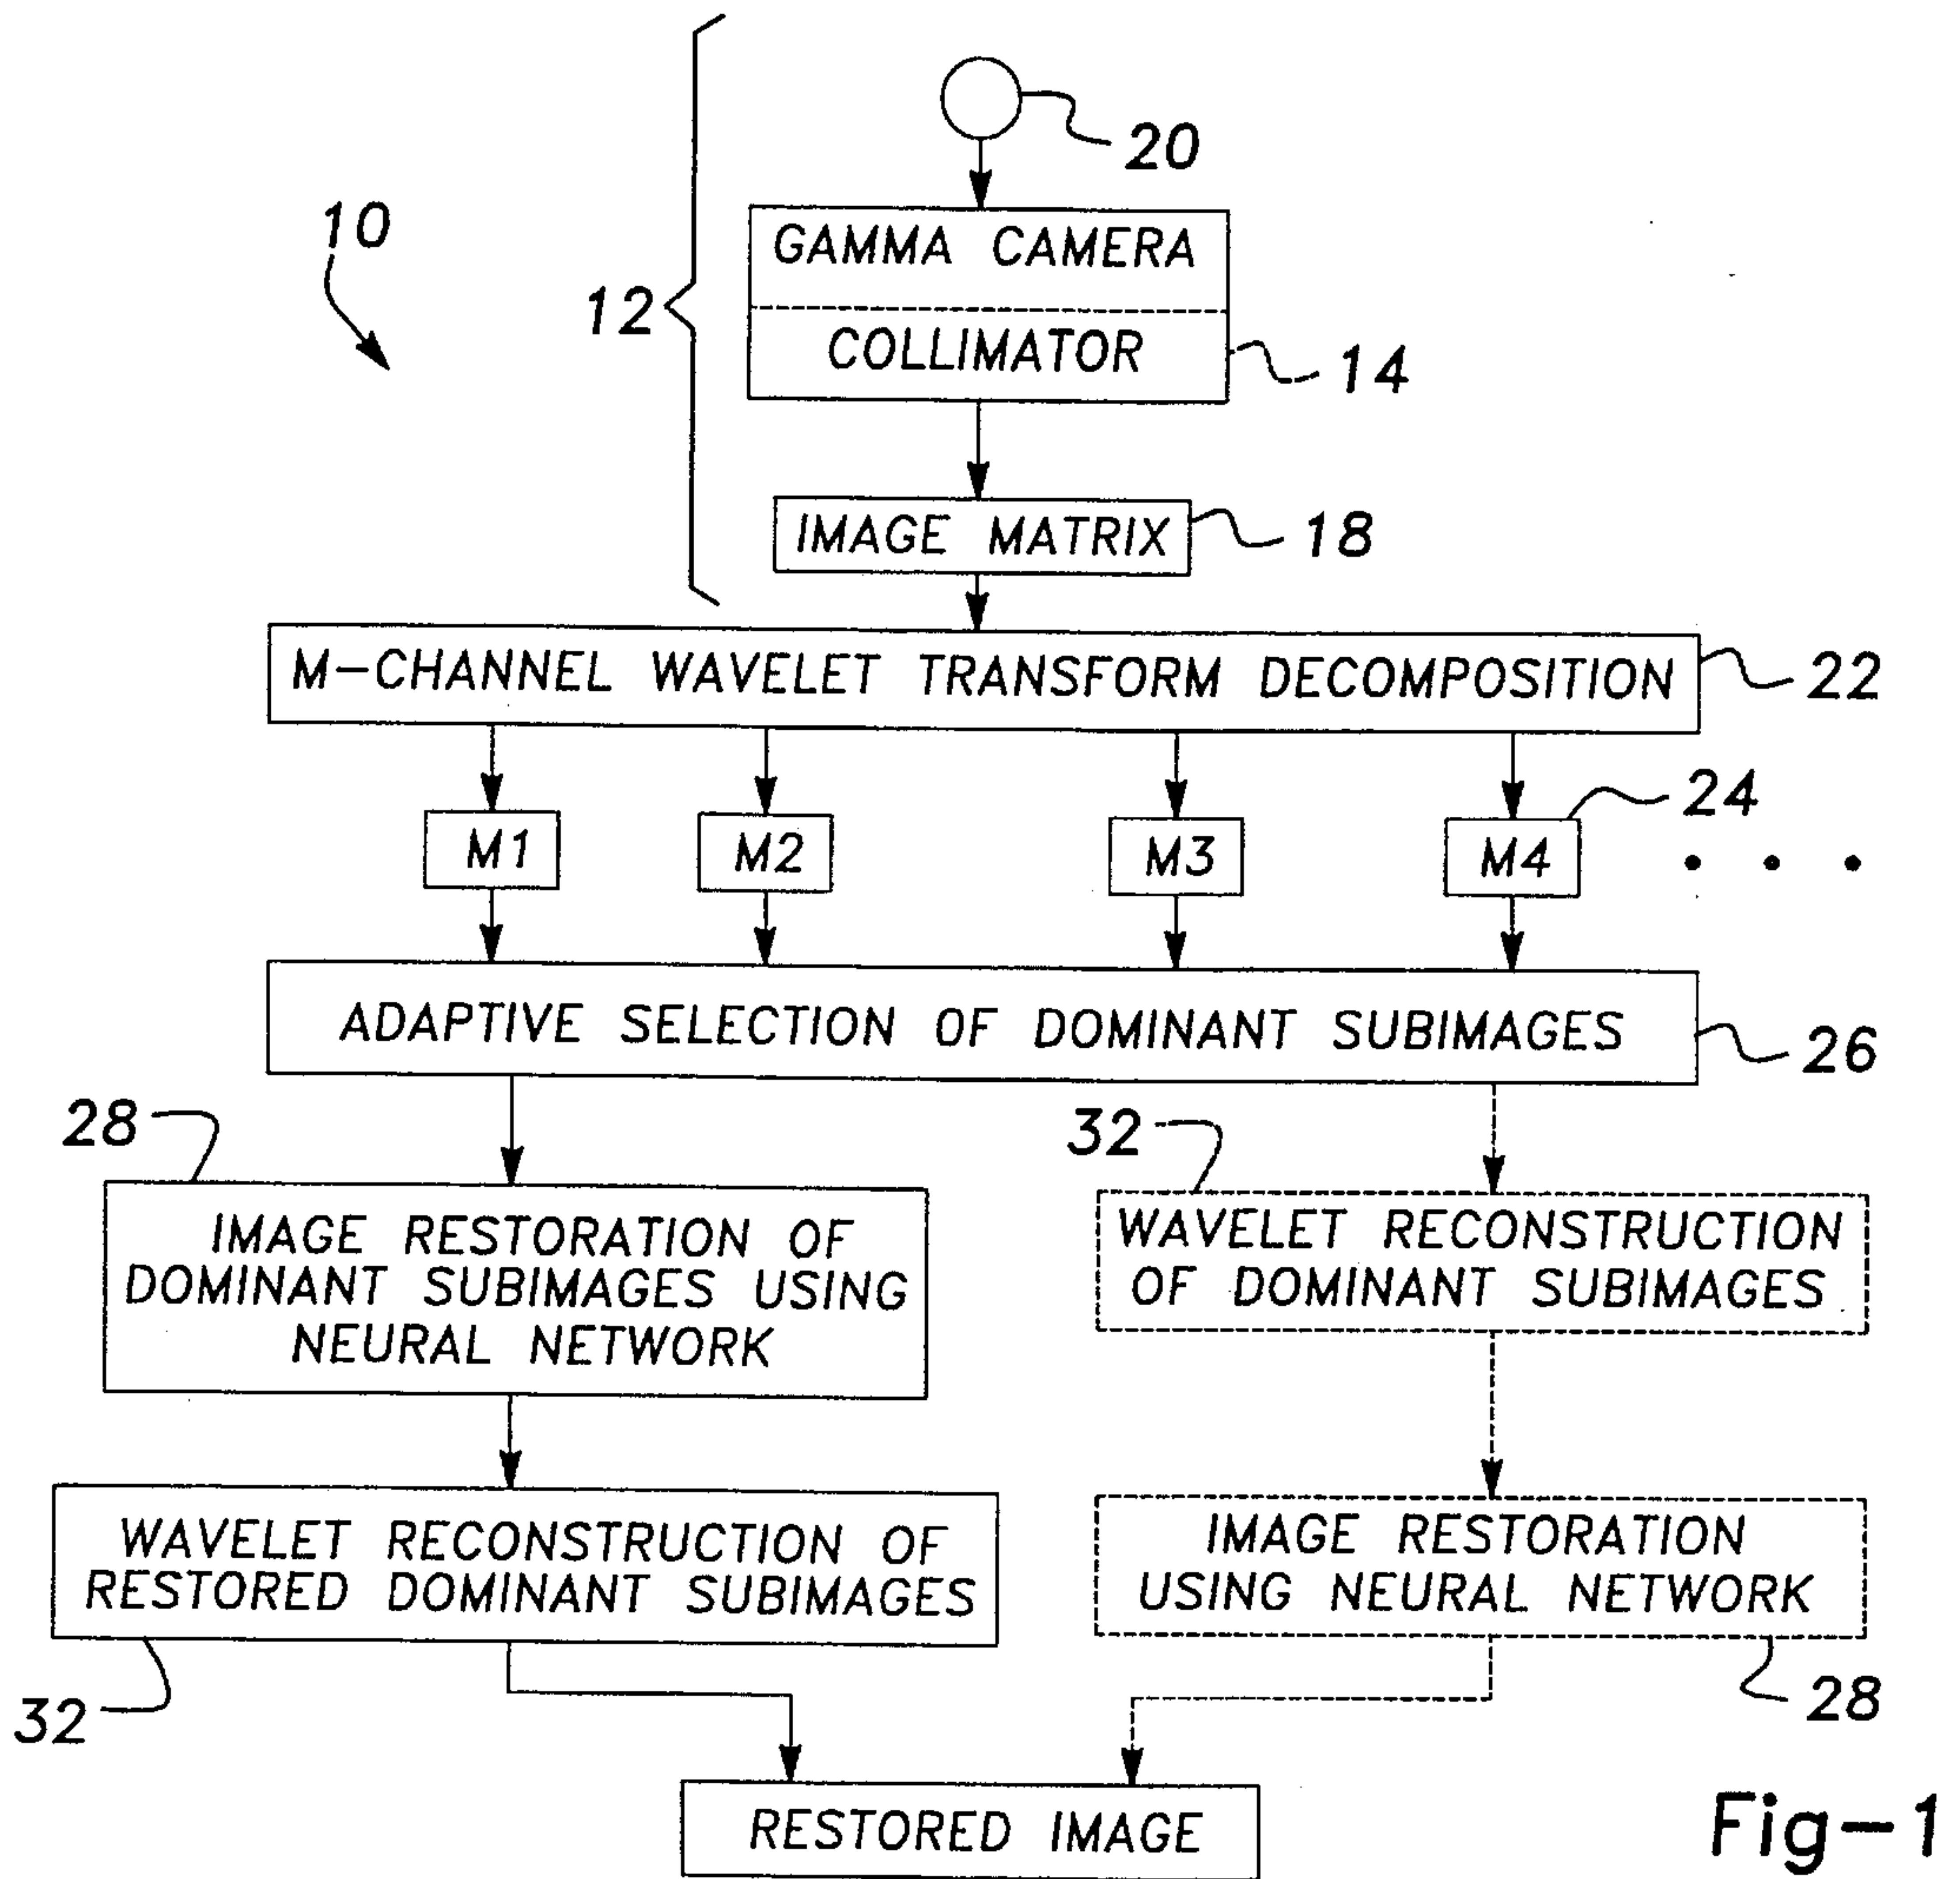 20
10
GAMMA CAMERA
12
COLLIMATOR
14
IMAGE MATRIX
18
M-CHANNEL WAVELET TRANSFORM DECOMPOSITION
22
24
M1
M2
M3
M4
• • •
ADAPTIVE SELECTION OF DOMINANT SUBIMAGES
26
28
IMAGE RESTORATION OF
DOMINANT SUBIMAGES USING
NEURAL NETWORK
32
WAVELET RECONSTRUCTION
OF DOMINANT SUBIMAGES
WAVELET RECONSTRUCTION OF
RESTORED DOMINANT SUBIMAGES
32
IMAGE RESTORATION
USING NEURAL NETWORK
28
RESTORED IMAGE
Fig-1